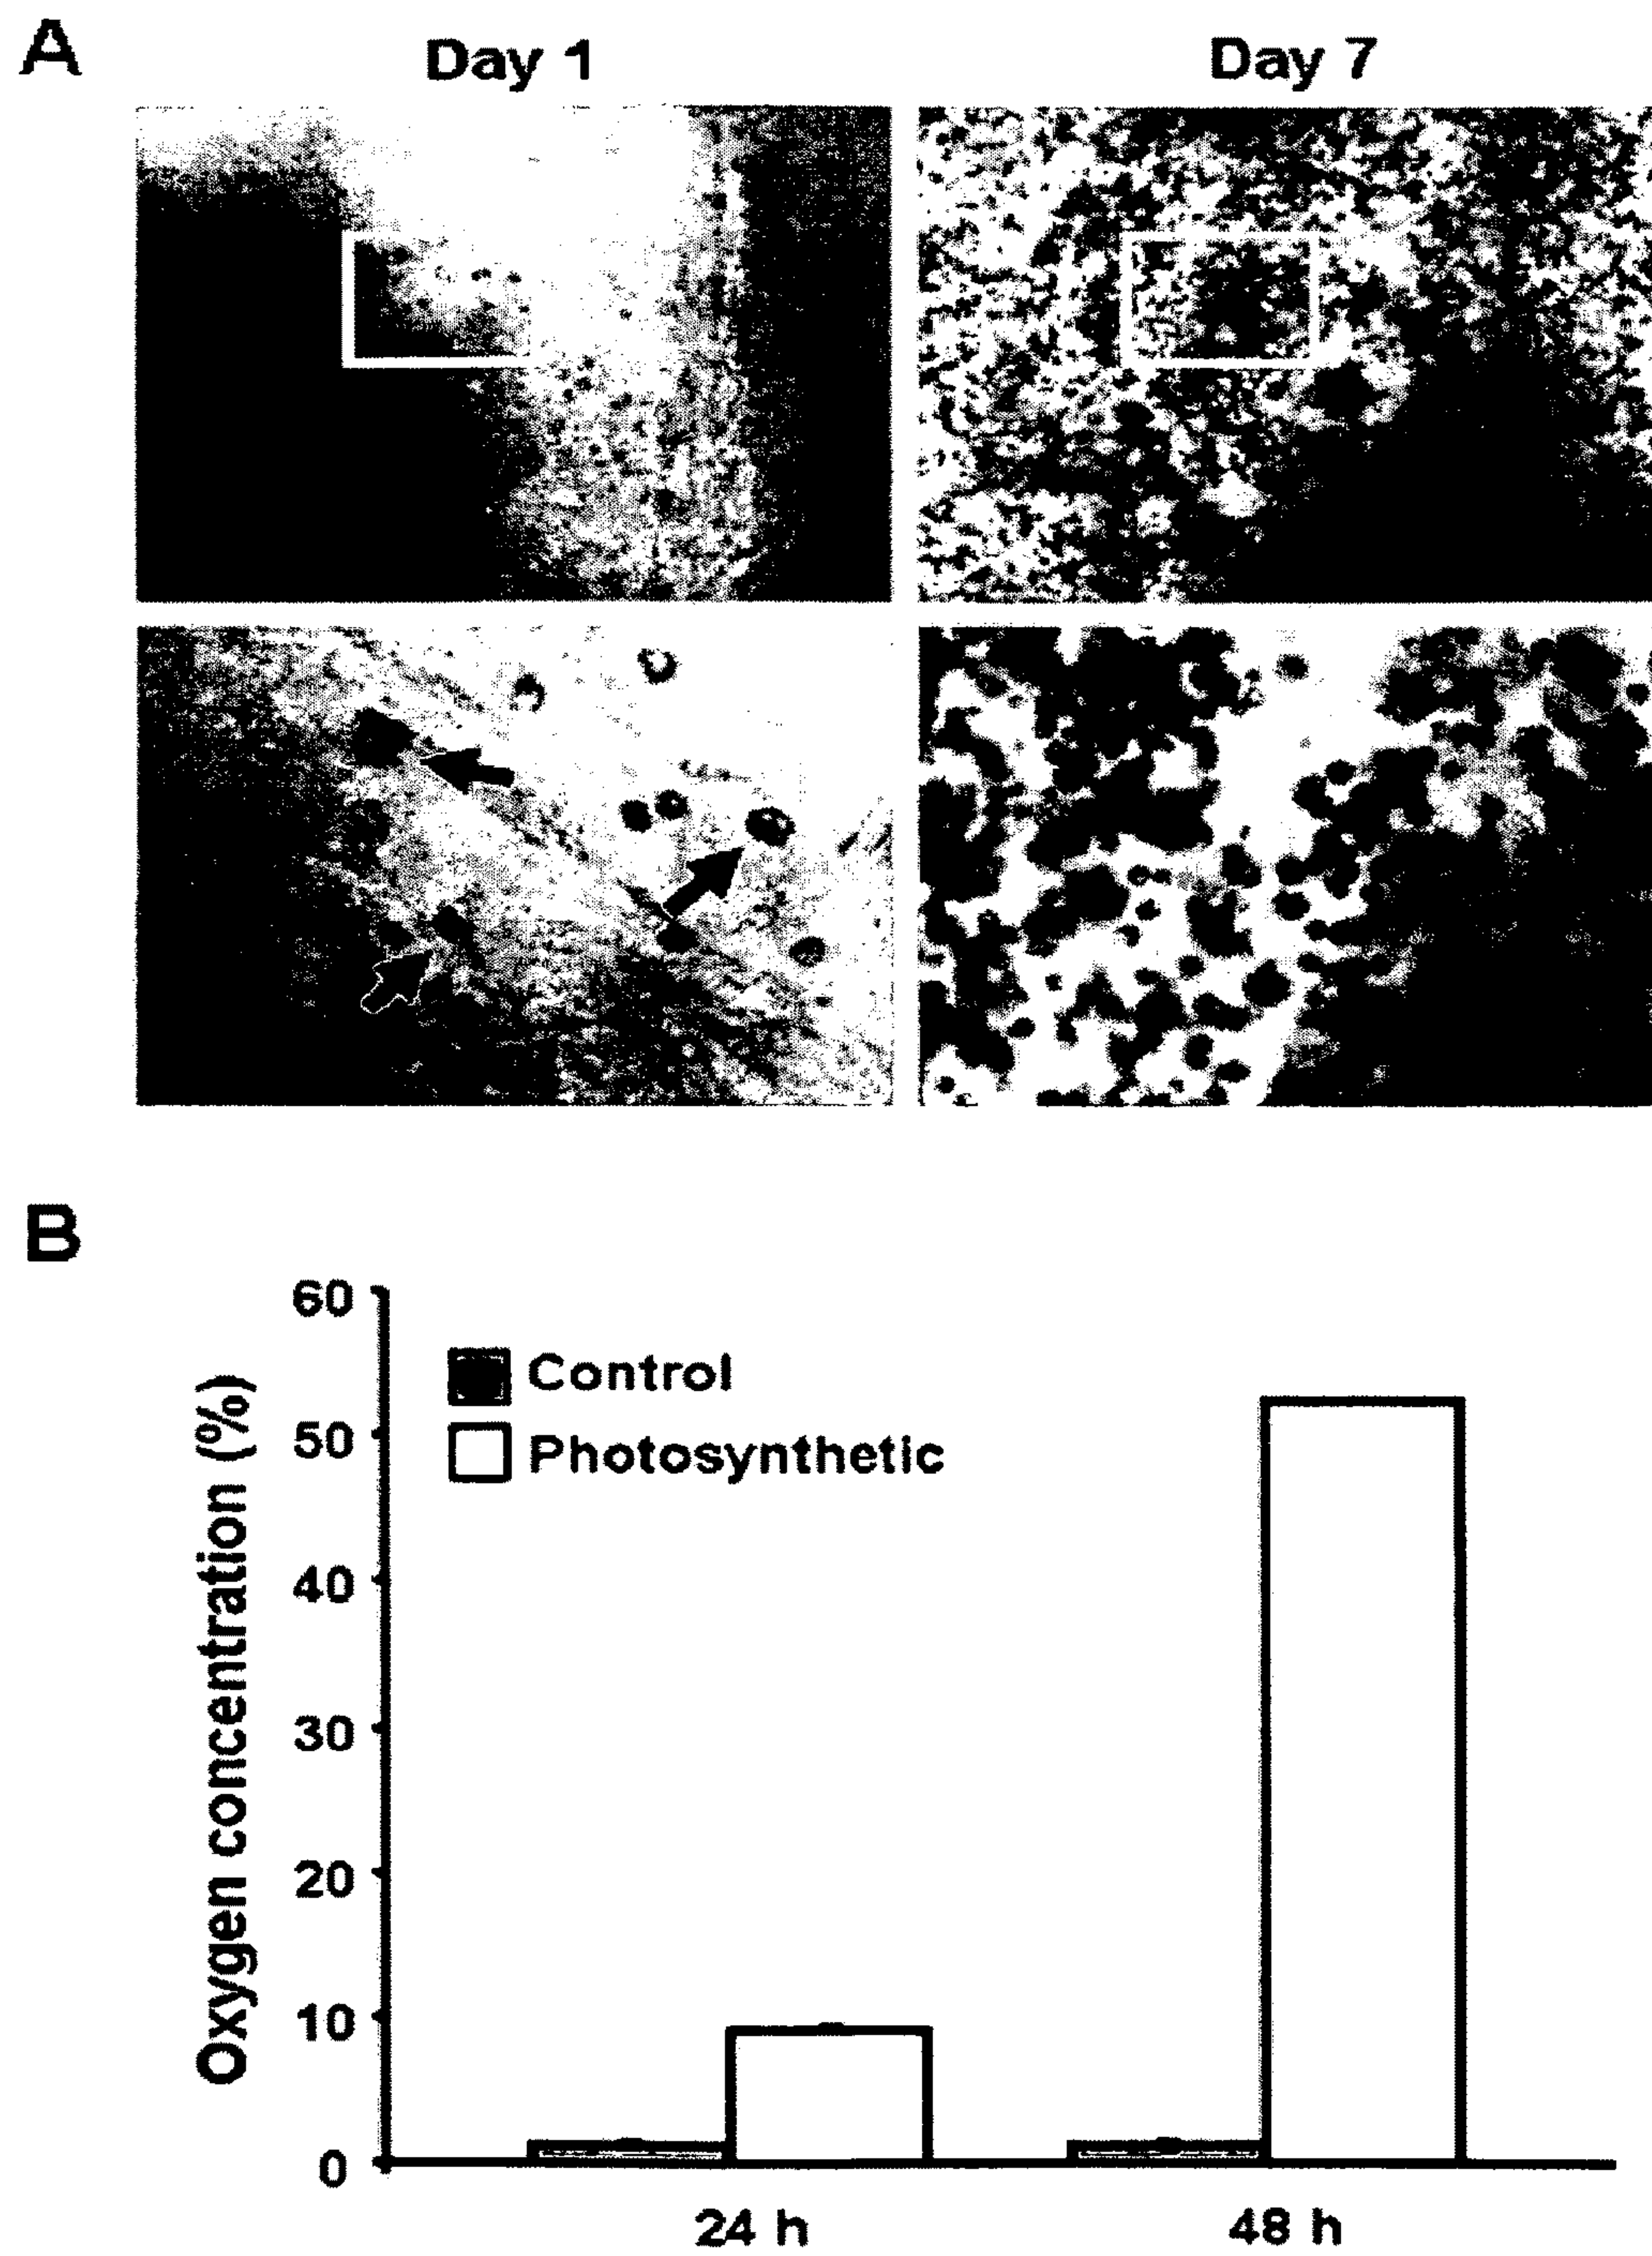 A
Day 1
Day 7
B
Oxygen concentration (%)
60
50
40
30
20
10
0
Control
Photosynthetic
24 h
48 h